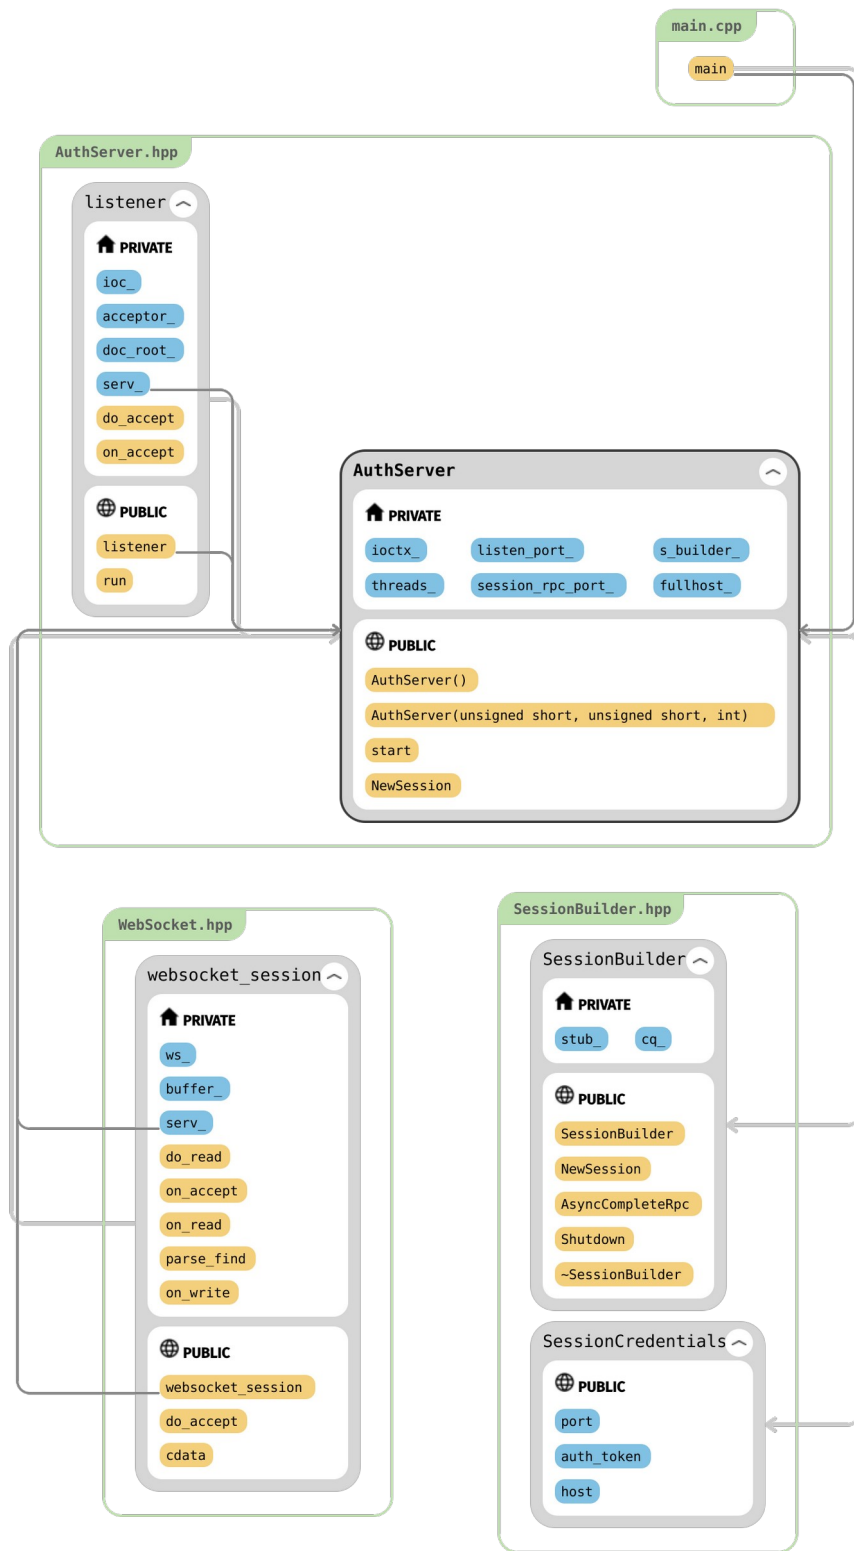 main.cpp
main
AuthServer.hpp
listener
PRIVATE
ioc_
acceptor_
doc_root_
serv_
do_accept
on_accept
PUBLIC
listener
run
AuthServer
PRIVATE
ioctx_ listen_port_ s_builder_
threads_ session_rpc_port_ fullhost_
PUBLIC
AuthServer()
AuthServer(unsigned short, unsigned short, int)
start
NewSession
WebSocket.hpp
websocket_session
PRIVATE
ws_
buffer_
serv_
do_read
on_accept
on_read
parse_find
on_write
PUBLIC
websocket_session
do_accept
cdata
SessionBuilder.hpp
SessionBuilder
PRIVATE
stub_ cq_
PUBLIC
SessionBuilder
NewSession
AsyncCompleteRpc
Shutdown
~SessionBuilder
SessionCredentials
PUBLIC
port
auth_token
host